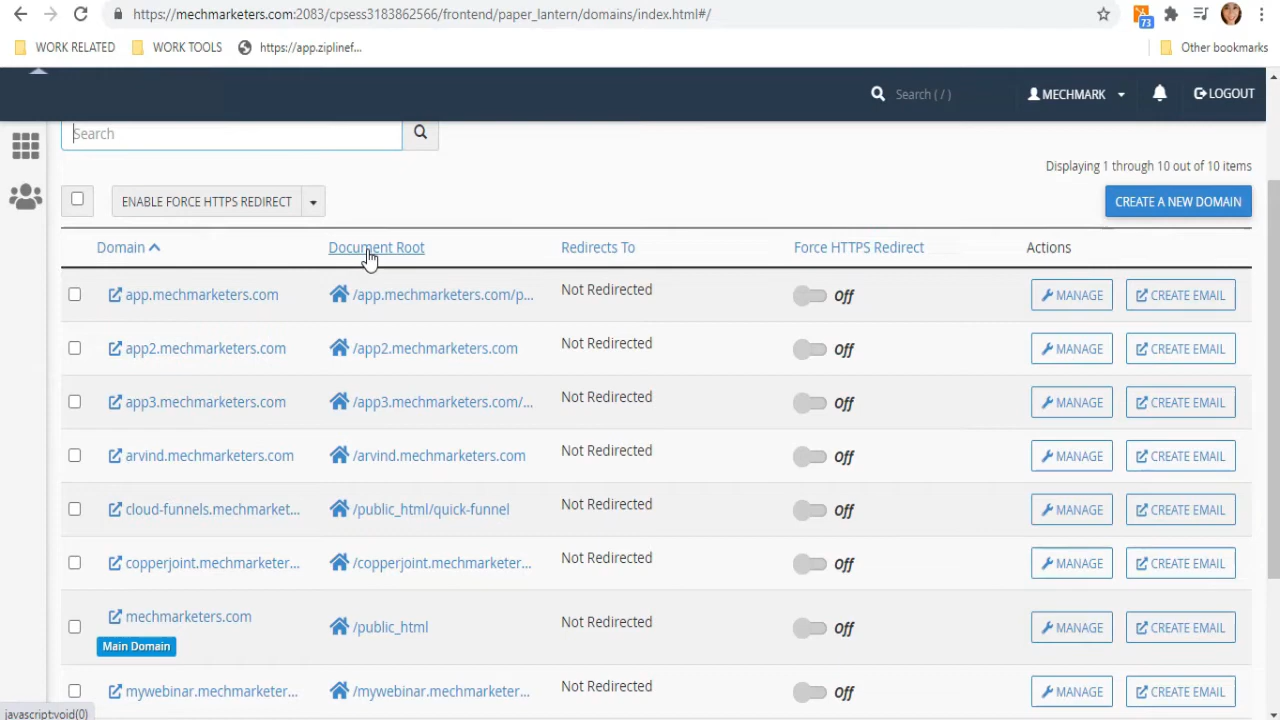 https://mechmarketers.com:2083/cpsess3183862566/frontend/paper_lantern/domains/index.html#/
73
WORK RELATED WORK TOOLS https://app.ziplinef... Other bookmarks
Search ( / ) MECHMARK LOGOUT
Search
Displaying 1 through 10 out of 10 items
ENABLE FORCE HTTPS REDIRECT CREATE A NEW DOMAIN
Domain Document Root Redirects To Force HTTPS Redirect Actions
app.mechmarketers.com /app.mechmarketers.com/p... Not Redirected Off MANAGE CREATE EMAIL
app2.mechmarketers.com /app2.mechmarketers.com Not Redirected Off MANAGE CREATE EMAIL
app3.mechmarketers.com /app3.mechmarketers.com/... Not Redirected Off MANAGE CREATE EMAIL
arvind.mechmarketers.com /arvind.mechmarketers.com Not Redirected Off MANAGE CREATE EMAIL
cloud-funnels.mechmarket... /public_html/quick-funnel Not Redirected Off MANAGE CREATE EMAIL
copperjoint.mechmarketer... /copperjoint.mechmarketer... Not Redirected Off MANAGE CREATE EMAIL
mechmarketers.com /public_html Not Redirected Off MANAGE CREATE EMAIL
Main Domain
mywebinar.mechmarketer... /mywebinar.mechmarketer... Not Redirected Off MANAGE CREATE EMAIL
javascript:void(0)